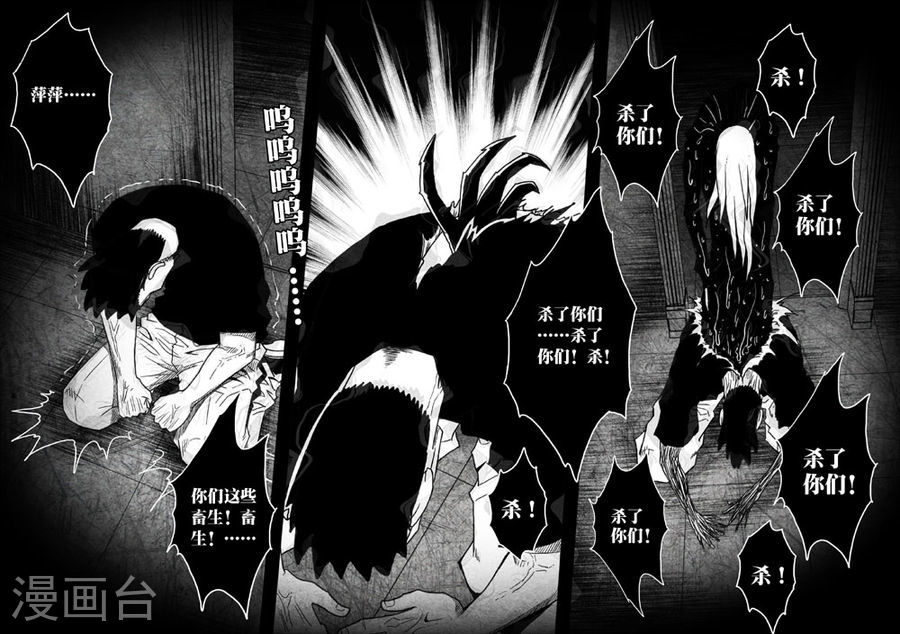 萍萍……
呜呜呜呜呜……
你们这些
畜生！畜
生！……
杀了你们
……杀了
你们！杀！
杀！
杀了
你们！
杀！
杀了
你们！
杀了
你们！
杀了
你们！
杀！
漫画台